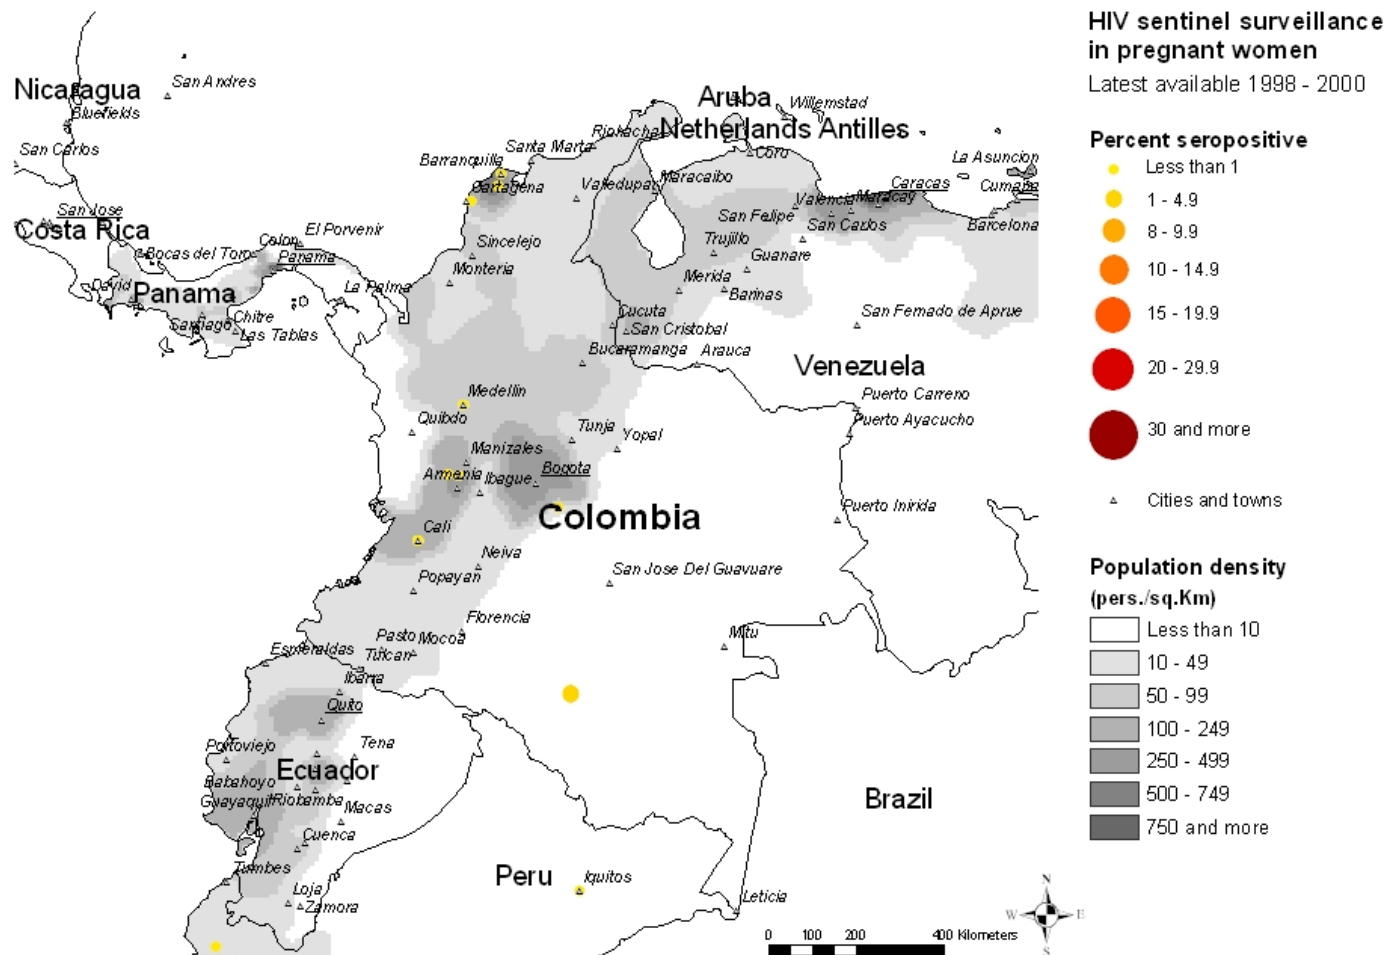 HIV sentinel surveillance
in pregnant women
Latest available 1998 - 2000
Percent seropositive
Less than 1
1 - 4.9
8 - 9.9
10 - 14.9
15 - 19.9
20 - 29.9
30 and more
Cities and towns
Population density
(pers./sq.Km)
Less than 10
10 - 49
50 - 99
100 - 249
250 - 499
500 - 749
750 and more
Nicaragua
San Andres
Bluefields
San Carlos
San Jose
Costa Rica
Bocas del Toro
Colon
El Porvenir
Panama
David
Panama
La Palma
Santiago
Chitre
Las Tablas
Aruba
Willemstad
Netherlands Antilles
Riohacha
Santa Marta
Barranquilla
Cartagena
Valledupar
Maracaibo
Coro
La Asuncion
Caracas
Cumana
Valencia
Maracay
Barcelona
San Felipe
San Carlos
Sincelejo
Trujillo
Guanare
Monteria
Merida
Barinas
Cucuta
San Cristobal
San Fernado de Aprue
Bucaramanga
Arauca
Venezuela
Medellin
Puerto Carreno
Quibdo
Puerto Ayacucho
Tunja
Yopal
Manizales
Armenia
Ibague
Bogota
Colombia
Puerto Inirida
Cali
Neiva
Popayan
San Jose Del Guavuare
Florencia
Pasto
Mocoa
Mitu
Esmeraldas
Tulcan
Ibarra
Quito
Portoviejo
Tena
Ecuador
Babahoyo
Guayaquil
Riobamba
Macas
Brazil
Cuenca
Tumbes
Peru
Iquitos
Loja
Zamora
Leticia
N
W
E
S
0 100 200 400 Kilometers